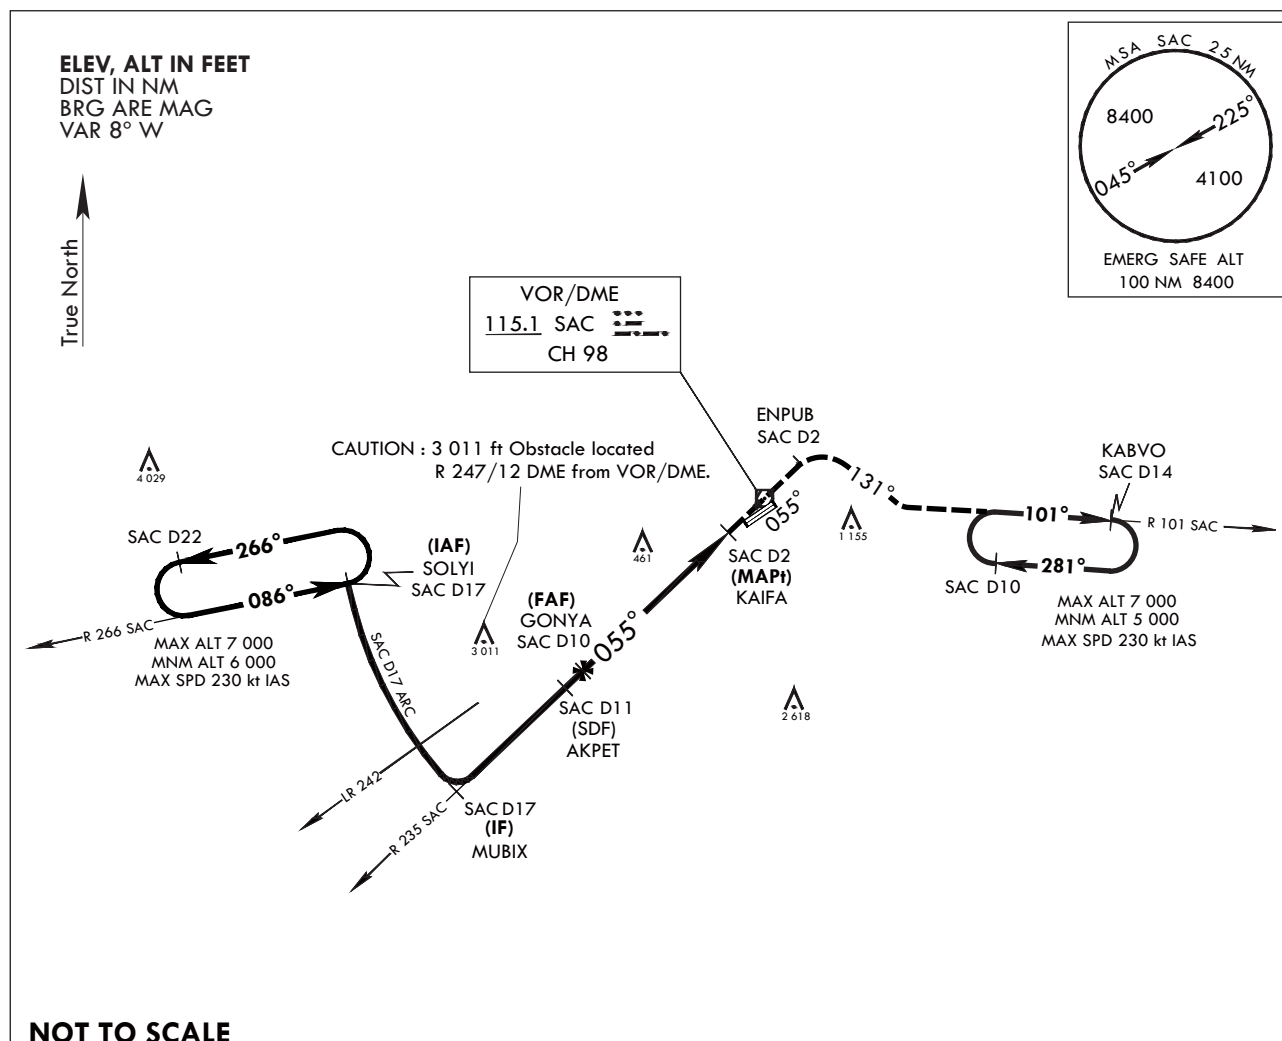 ELEV, ALT IN FEET
DIST IN NM
BRG ARE MAG
VAR 8° W
True North
MSA SAC 25 NM
8400
225°
045°
4100
EMERG SAFE ALT
100 NM 8400
VOR/DME
115.1 SAC
CH 98
ENPUB
SAC D2
CAUTION : 3 011 ft Obstacle located
R 247/12 DME from VOR/DME.
KABVO
SAC D14
4 029
131°
055°
101°
R 101 SAC
SAC D22
266°
(IAF)
SOLYI
SAC D17
461
1 155
SAC D2
(MAPt)
KAIFA
281°
SAC D10
086°
(FAF)
GONYA
SAC D10
055°
MAX ALT 7 000
MNM ALT 5 000
MAX SPD 230 kt IAS
R 266 SAC
MAX ALT 7 000
MNM ALT 6 000
MAX SPD 230 kt IAS
SAC D17 ARC
3 011
2 618
SAC D11
(SDF)
AKPET
LR 242
R 235 SAC
SAC D17
(IF)
MUBIX
NOT TO SCALE